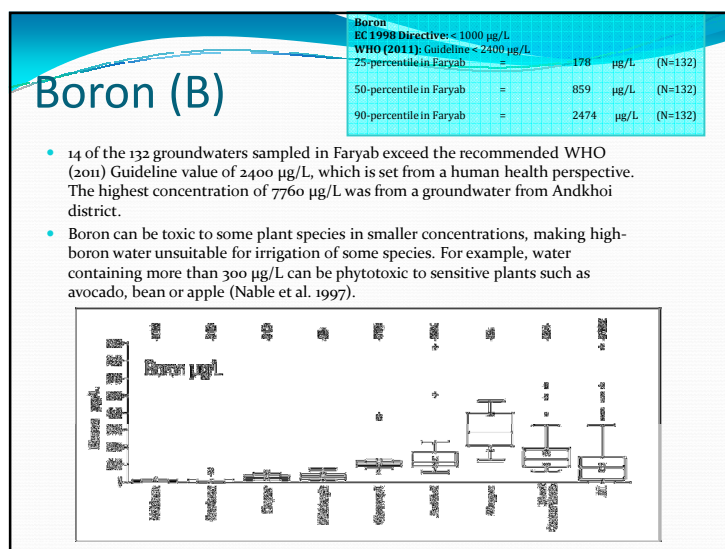 Boron
EC 1998 Directive: < 1000 µg/L
WHO (2011): Guideline < 2400 µg/L
25-percentile in Faryab = 178 µg/L (N=132)
50-percentile in Faryab = 859 µg/L (N=132)
90-percentile in Faryab = 2474 µg/L (N=132)
Boron (B)
• 14 of the 132 groundwaters sampled in Faryab exceed the recommended WHO
(2011) Guideline value of 2400 µg/L, which is set from a human health perspective.
The highest concentration of 7760 µg/L was from a groundwater from Andkhoi
district.
• Boron can be toxic to some plant species in smaller concentrations, making high-
boron water unsuitable for irrigation of some species. For example, water
containing more than 300 µg/L can be phytotoxic to sensitive plants such as
avocado, bean or apple (Nable et al. 1997).
Boron µg/L
Boron µg/L
All